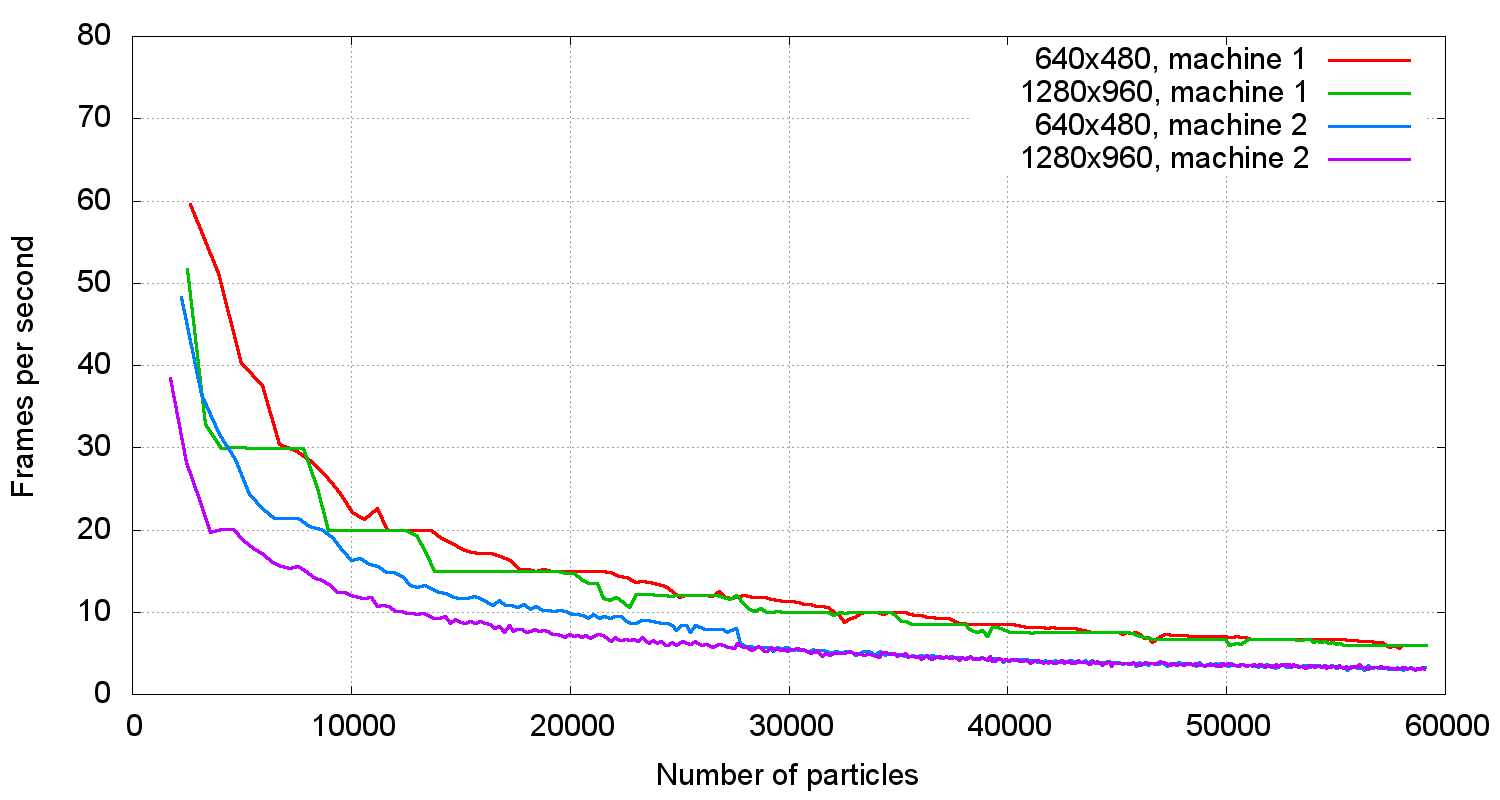 80
70
60
50
40
30
20
10
0
Frames per second
640x480, machine 1
1280x960, machine 1
640x480, machine 2
1280x960, machine 2
0 10000 20000 30000 40000 50000 60000
Number of particles